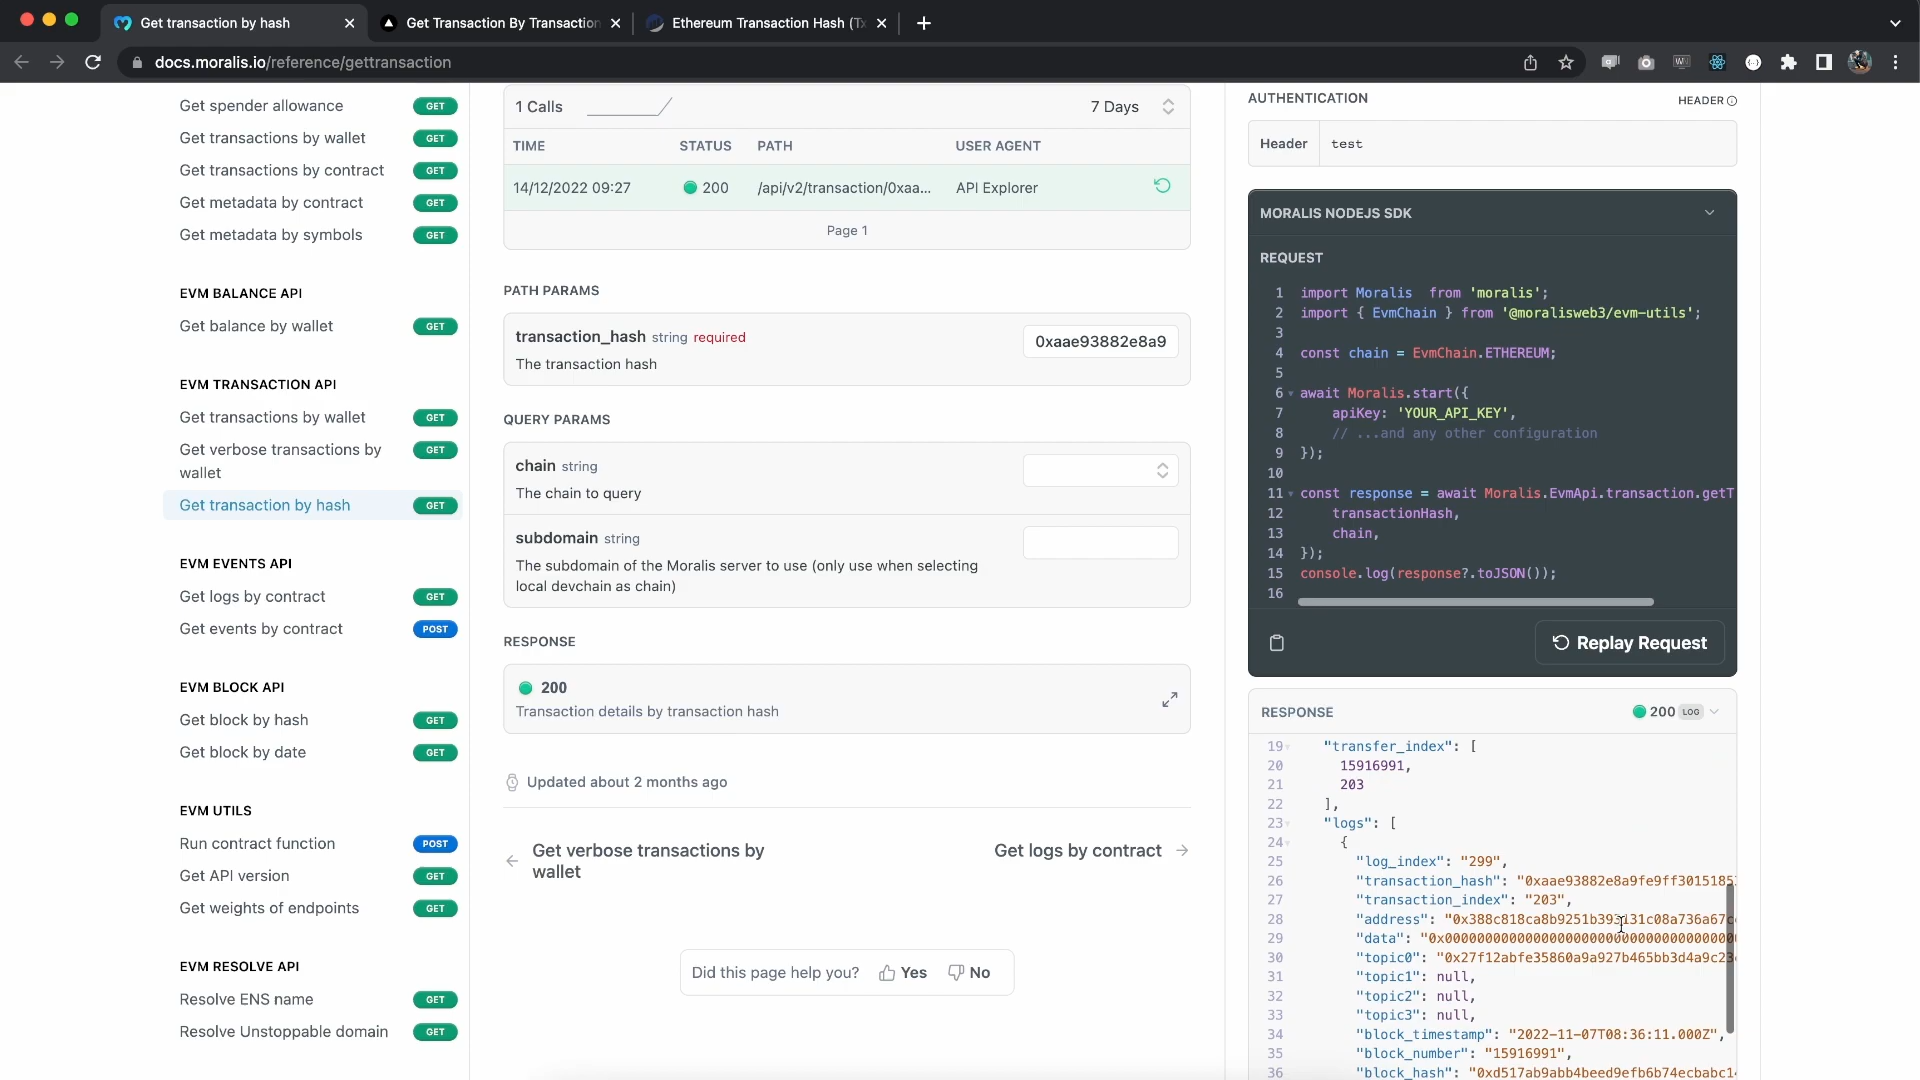 Get transaction by hash
Get Transaction By Transaction
Ethereum Transaction Hash (Tx
docs.moralis.io/reference/gettransaction
Get spender allowance GET
Get transactions by wallet GET
Get transactions by contract GET
Get metadata by contract GET
Get metadata by symbols GET
EVM BALANCE API
Get balance by wallet GET
EVM TRANSACTION API
Get transactions by wallet GET
Get verbose transactions by GET
wallet
Get transaction by hash GET
EVM EVENTS API
Get logs by contract GET
Get events by contract POST
EVM BLOCK API
Get block by hash GET
Get block by date GET
EVM UTILS
Run contract function POST
Get API version GET
Get weights of endpoints GET
EVM RESOLVE API
Resolve ENS name GET
Resolve Unstoppable domain GET
1 Calls 7 Days
TIME STATUS PATH USER AGENT
14/12/2022 09:27 200 /api/v2/transaction/0xaa... API Explorer
Page 1
PATH PARAMS
transaction_hash string required 0xaae93882e8a9
The transaction hash
QUERY PARAMS
chain string
The chain to query
subdomain string
The subdomain of the Moralis server to use (only use when selecting
local devchain as chain)
RESPONSE
200
Transaction details by transaction hash
Updated about 2 months ago
Get verbose transactions by
wallet
Get logs by contract
Did this page help you? Yes No
AUTHENTICATION HEADER
Header test
MORALIS NODEJS SDK
REQUEST
1 import Moralis from 'moralis';
2 import { EvmChain } from '@moralisweb3/evm-utils';
3
4 const chain = EvmChain.ETHEREUM;
5
6 await Moralis.start({
7 apiKey: 'YOUR_API_KEY',
8 // ...and any other configuration
9 });
10
11 const response = await Moralis.EvmApi.transaction.getT
12 transactionHash,
13 chain,
14 });
15 console.log(response?.toJSON());
16
Replay Request
RESPONSE 200 LOG
19 "transfer_index": [
20 15916991,
21 203
22 ],
23 "logs": [
24 {
25 "log_index": "299",
26 "transaction_hash": "0xaae93882e8a9fe9ff3015185
27 "transaction_index": "203",
28 "address": "0x388c818ca8b9251b393131c08a736a67c
29 "data": "0x000000000000000000000000000000000000
30 "topic0": "0x27f12abfe35860a9a927b465bb3d4a9c23
31 "topic1": null,
32 "topic2": null,
33 "topic3": null,
34 "block_timestamp": "2022-11-07T08:36:11.000Z",
35 "block_number": "15916991",
36 "block_hash": "0xd517ab9abb4beed9efb6b74ecbabc1